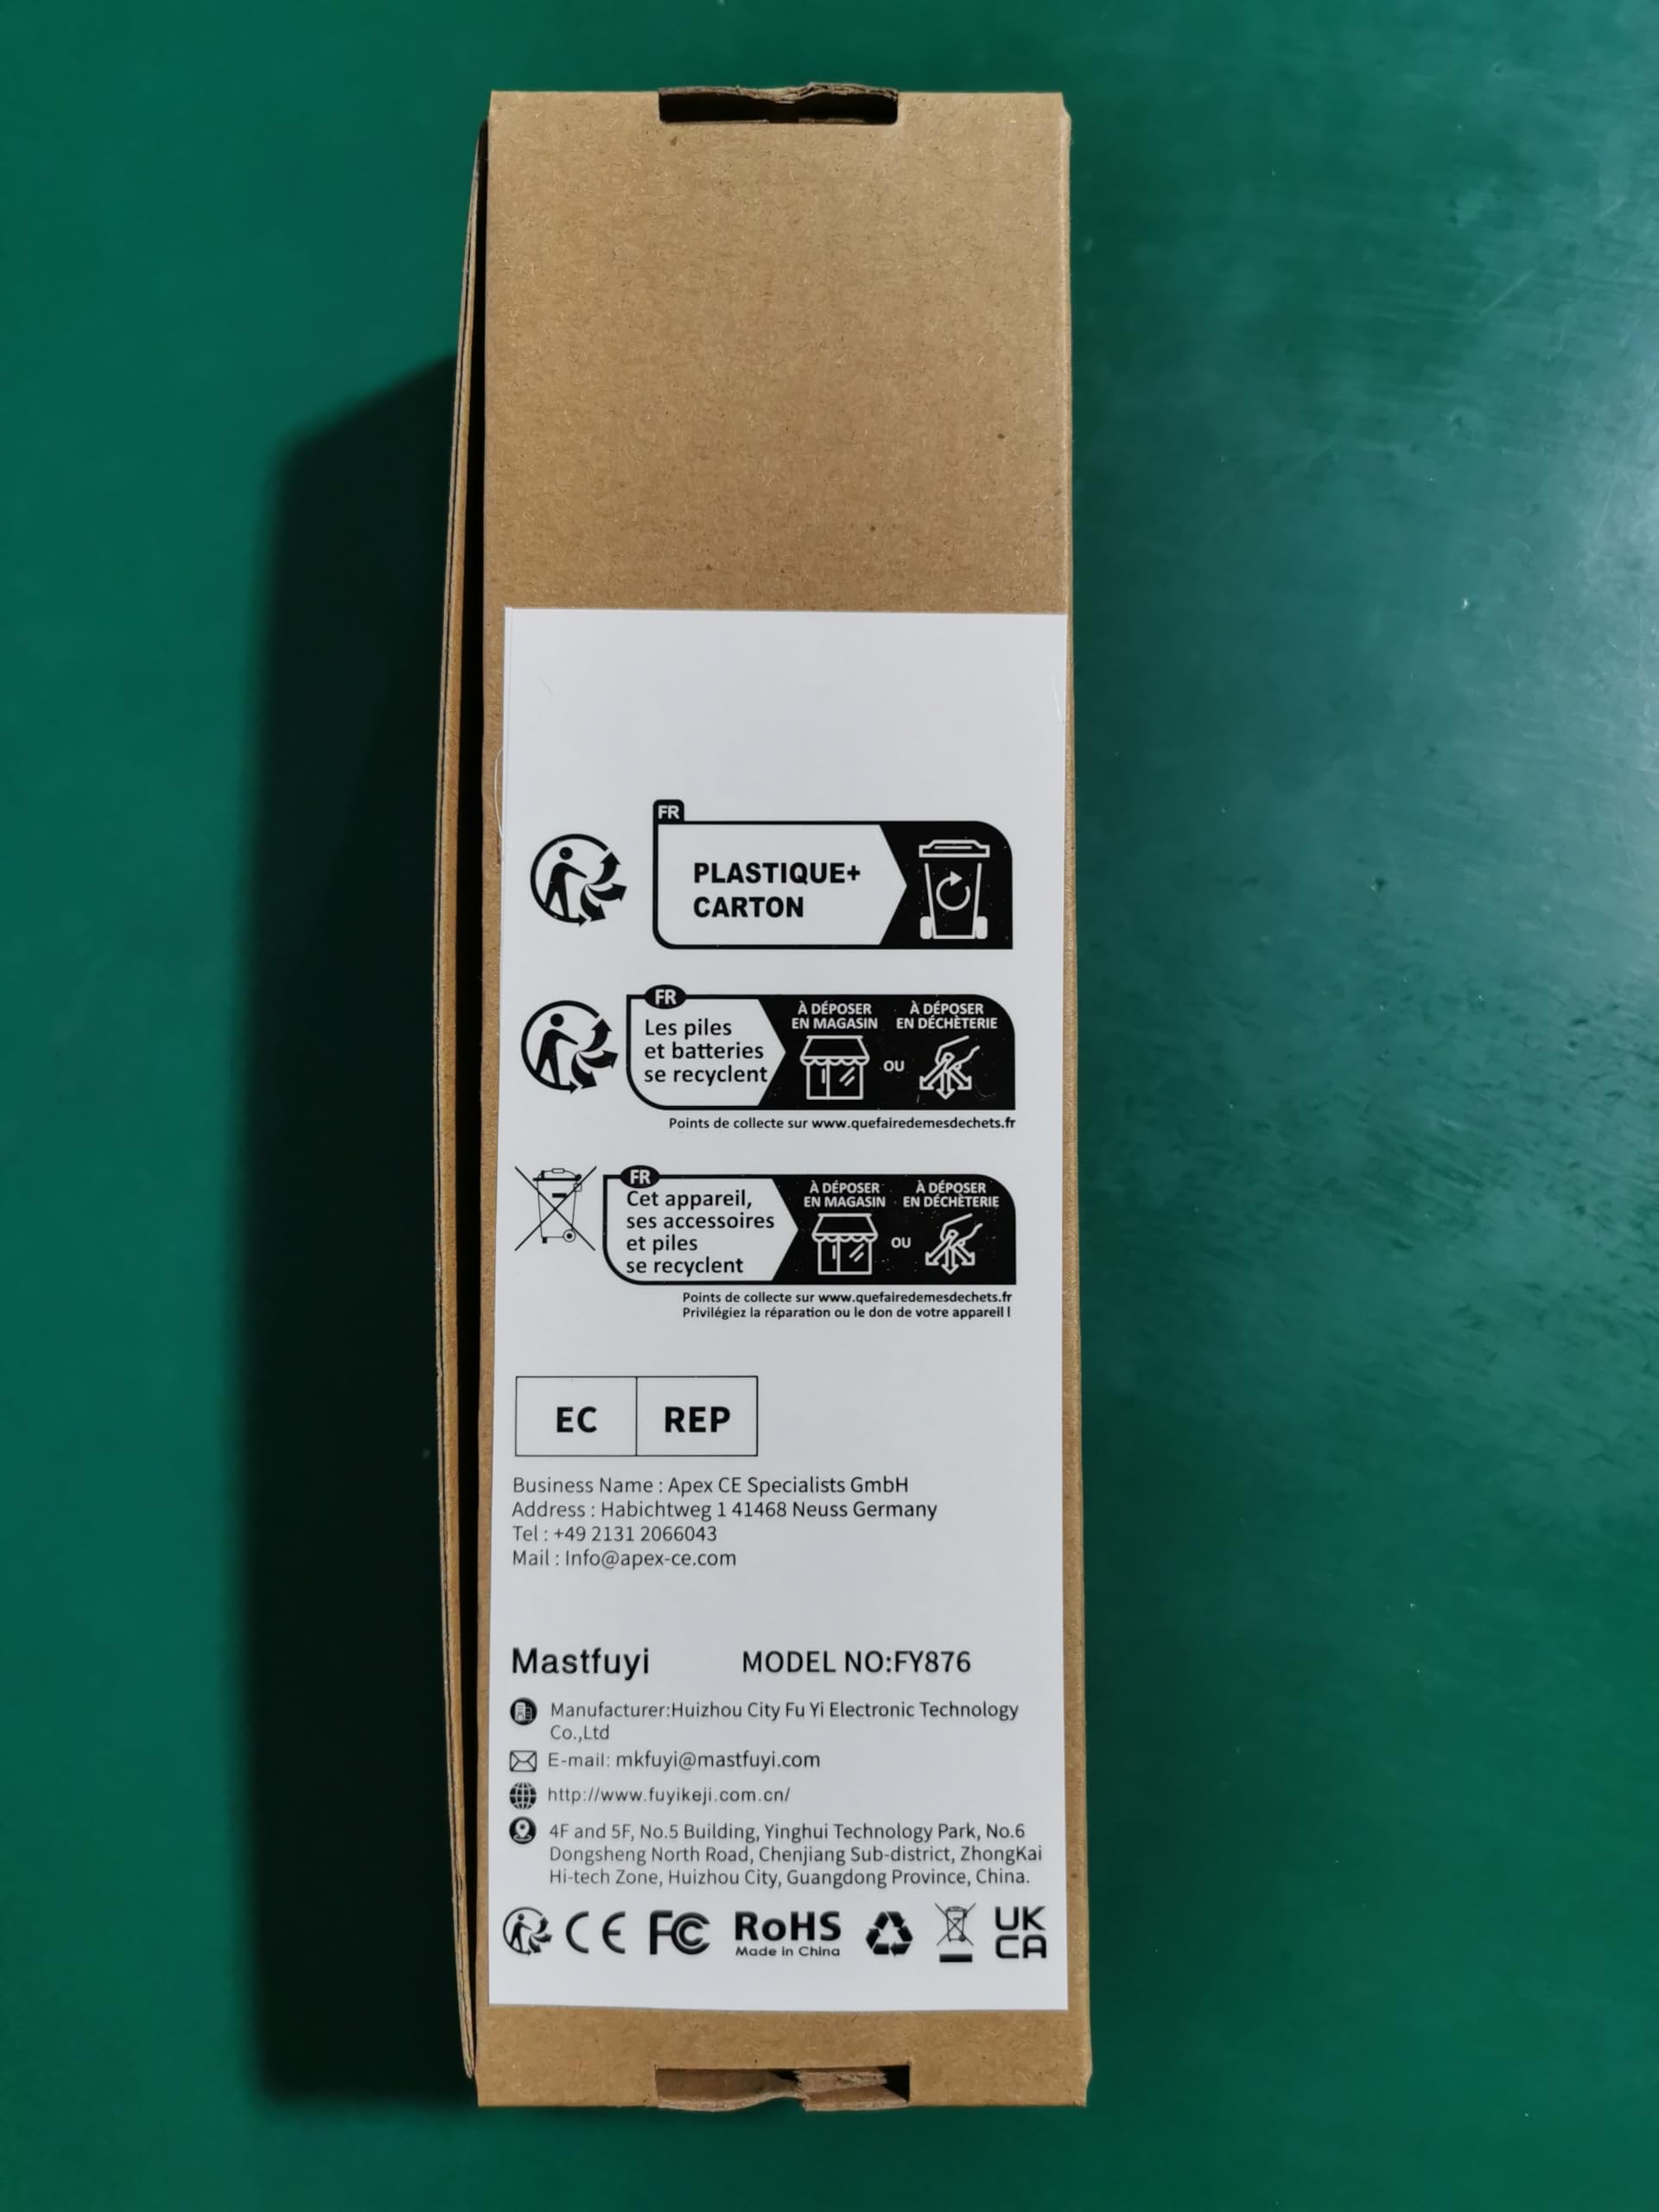 FR
PLASTIQUE+
CARTON
FR
Les piles
et batteries
se recyclent
À DÉPOSER
EN MAGASIN
OU
À DÉPOSER
EN DÉCHÈTERIE
Points de collecte sur www.quefairedemesdechets.fr
FR
Cet appareil,
ses accessoires
et piles
se recyclent
À DÉPOSER
EN MAGASIN
OU
À DÉPOSER
EN DÉCHÈTERIE
Points de collecte sur www.quefairedemesdechets.fr
Privilégiez la réparation ou le don de votre appareil !
EC REP
Business Name : Apex CE Specialists GmbH
Address : Habichtweg 1 41468 Neuss Germany
Tel : +49 2131 2066043
Mail : Info@apex-ce.com
Mastfuyi MODEL NO:FY876
Manufacturer:Huizhou City Fu Yi Electronic Technology
Co.,Ltd
E-mail: mkfuyi@mastfuyi.com
http://www.fuyikeji.com.cn/
4F and 5F, No.5 Building, Yinghui Technology Park, No.6
Dongsheng North Road, Chenjiang Sub-district, ZhongKai
Hi-tech Zone, Huizhou City, Guangdong Province, China.
CE FC RoHS
Made in China
UK
CA